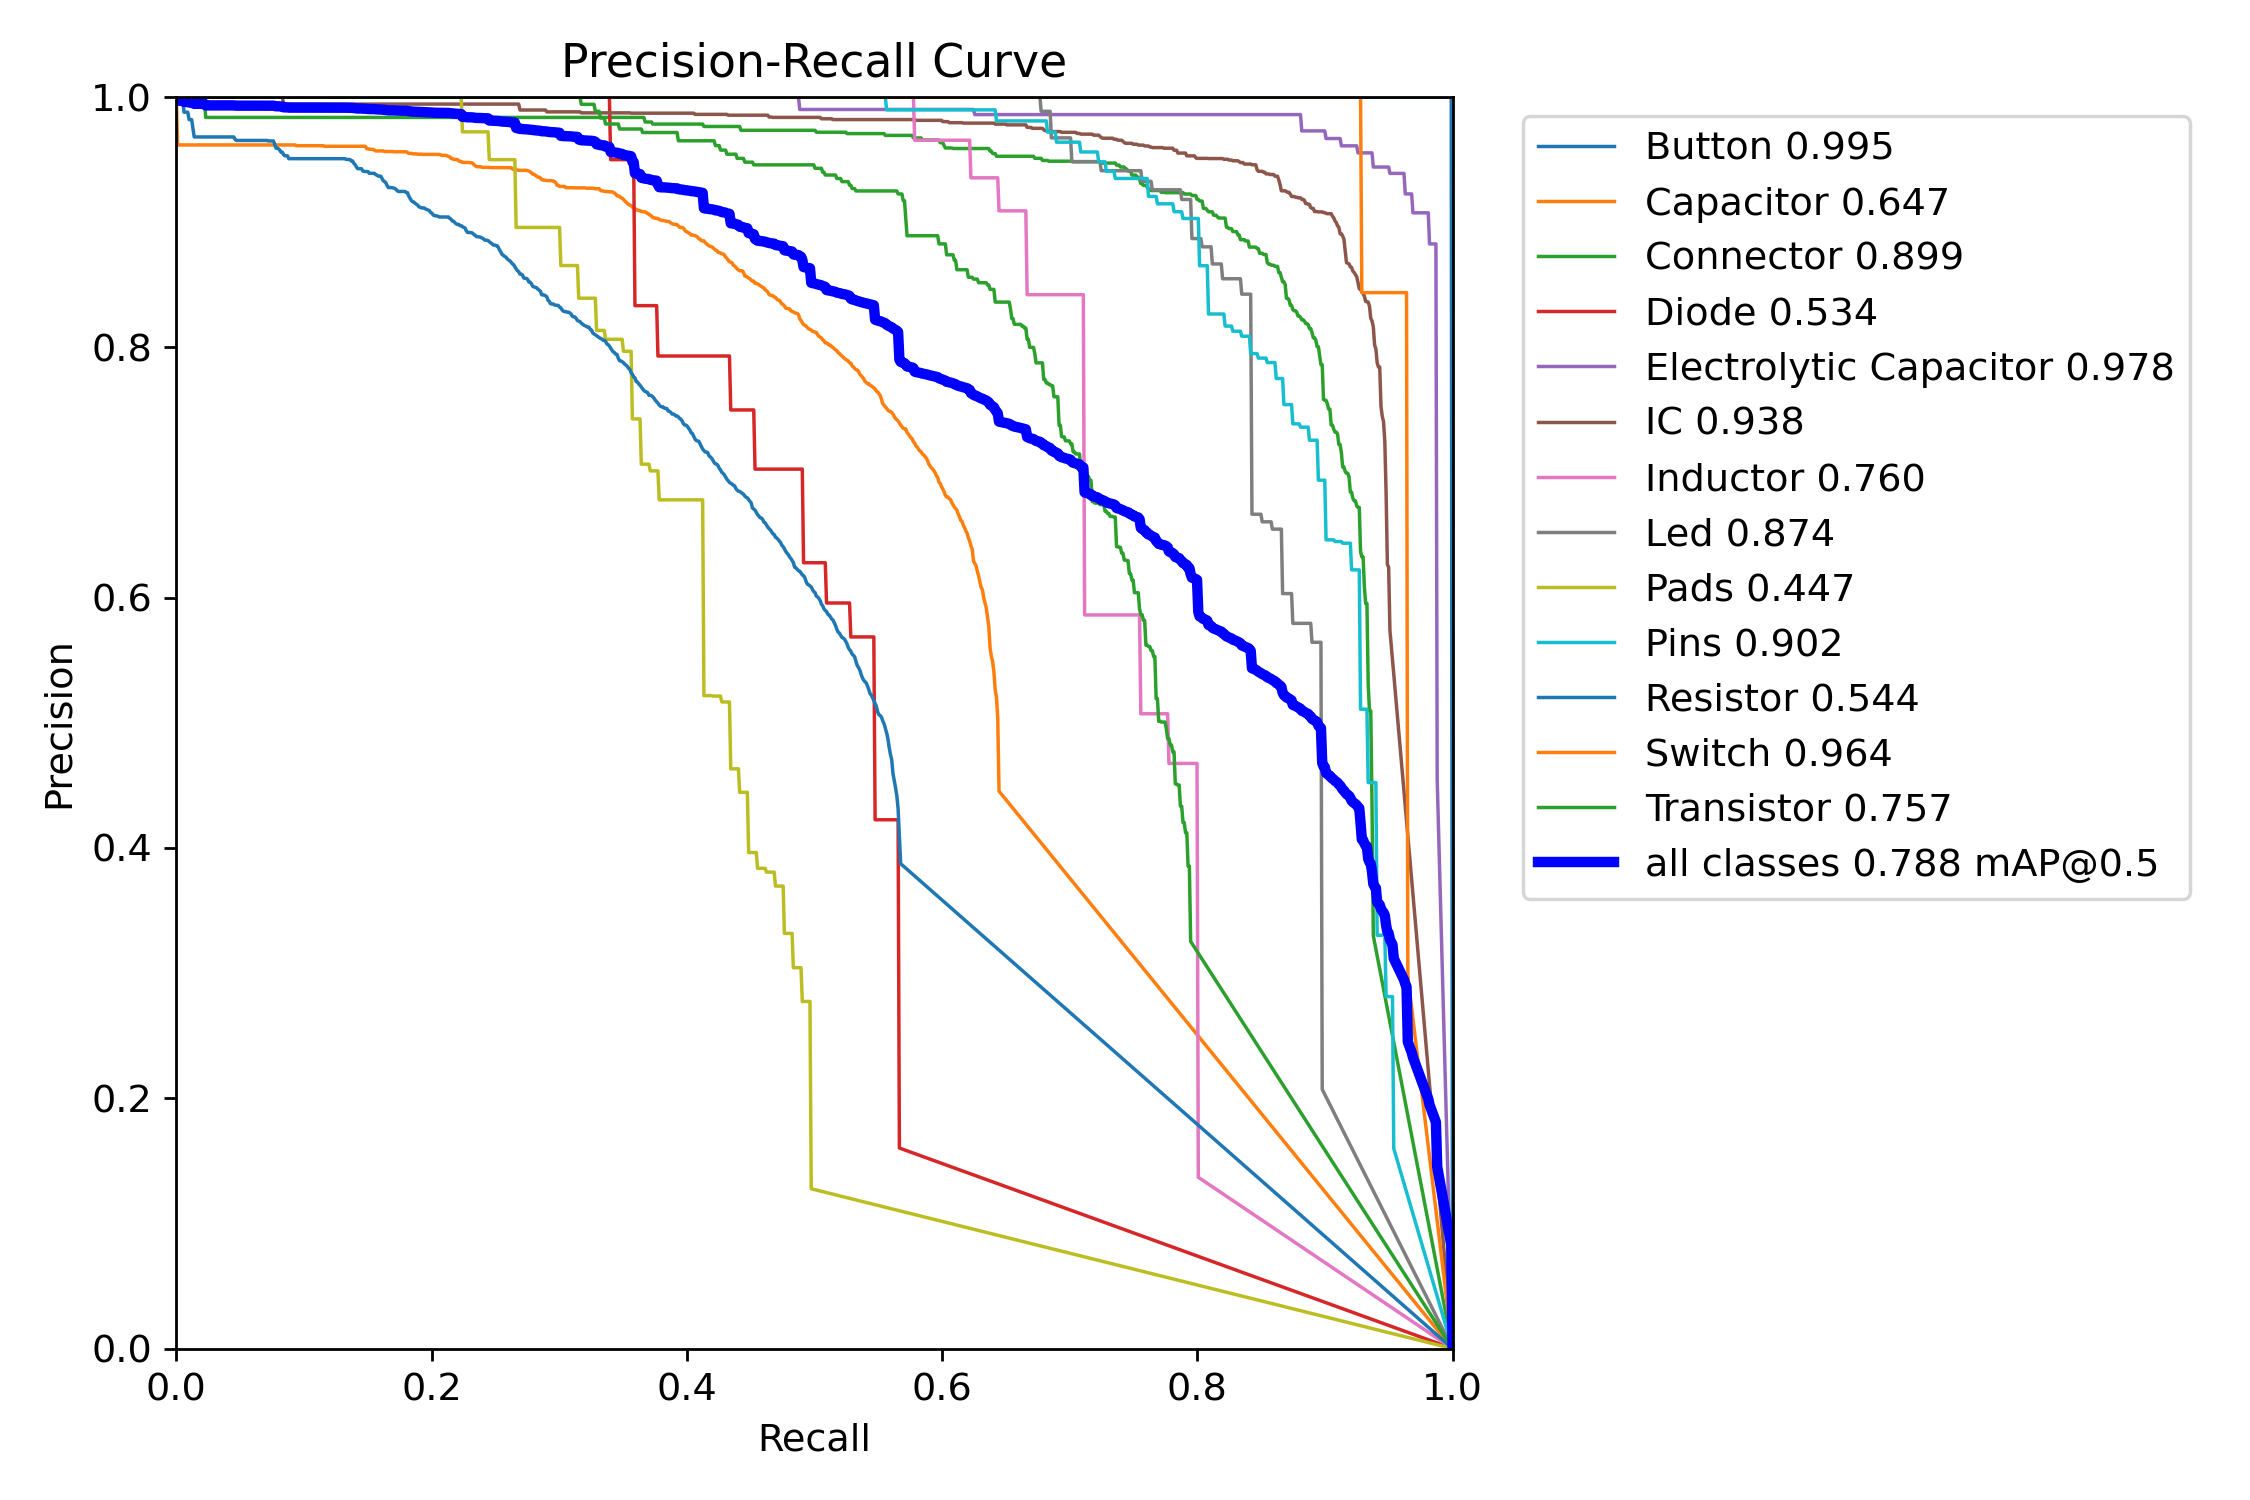 Precision-Recall Curve
1.0
0.8
0.6
0.4
0.2
0.0
Precision
0.0 0.2 0.4 0.6 0.8 1.0
Recall
Button 0.995
Capacitor 0.647
Connector 0.899
Diode 0.534
Electrolytic Capacitor 0.978
IC 0.938
Inductor 0.760
Led 0.874
Pads 0.447
Pins 0.902
Resistor 0.544
Switch 0.964
Transistor 0.757
all classes 0.788 mAP@0.5